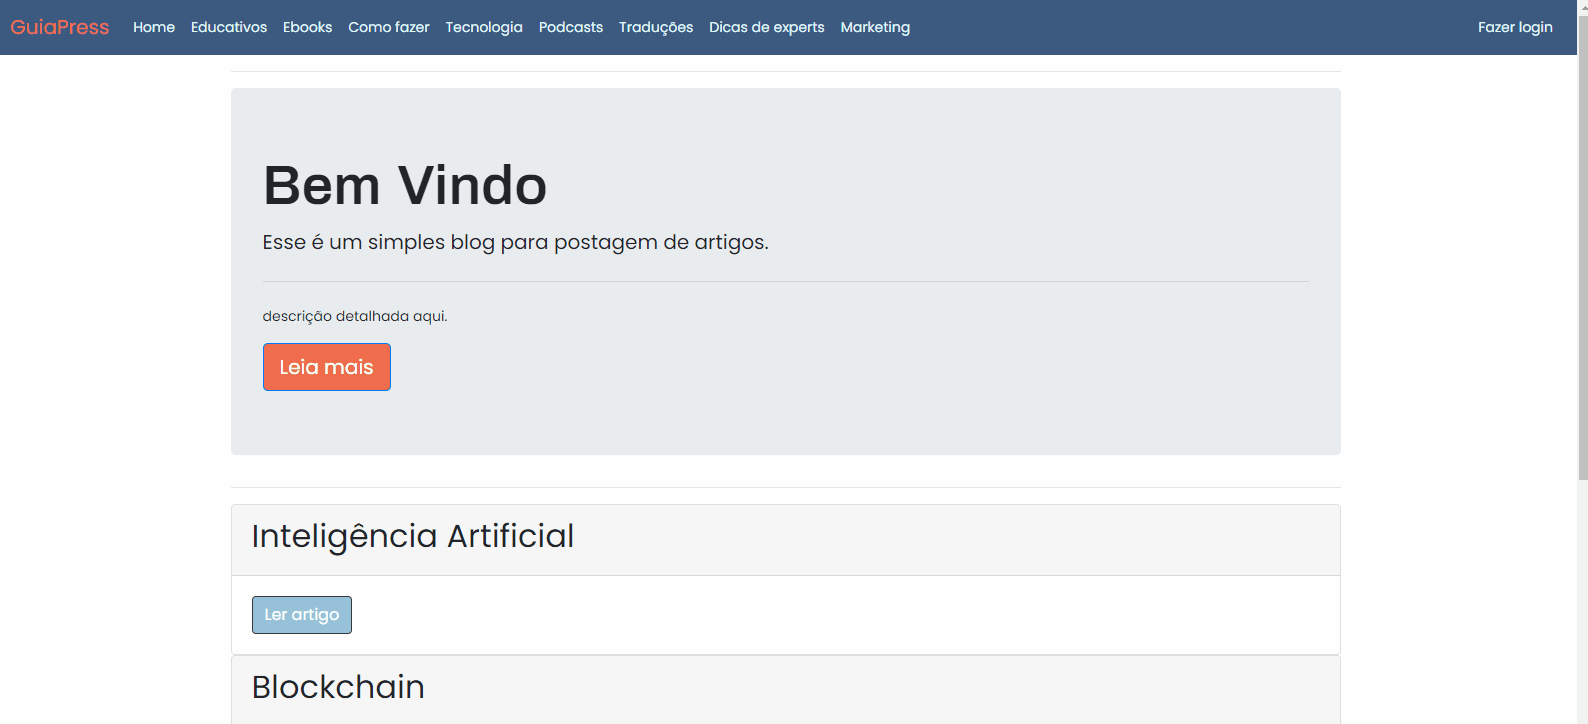 GuiaPress Home Educativos Ebooks Como fazer Tecnologia Podcasts Traduções Dicas de experts Marketing Fazer login
Bem Vindo
Esse é um simples blog para postagem de artigos.
descrição detalhada aqui.
Leia mais
Inteligência Artificial
Ler artigo
Blockchain